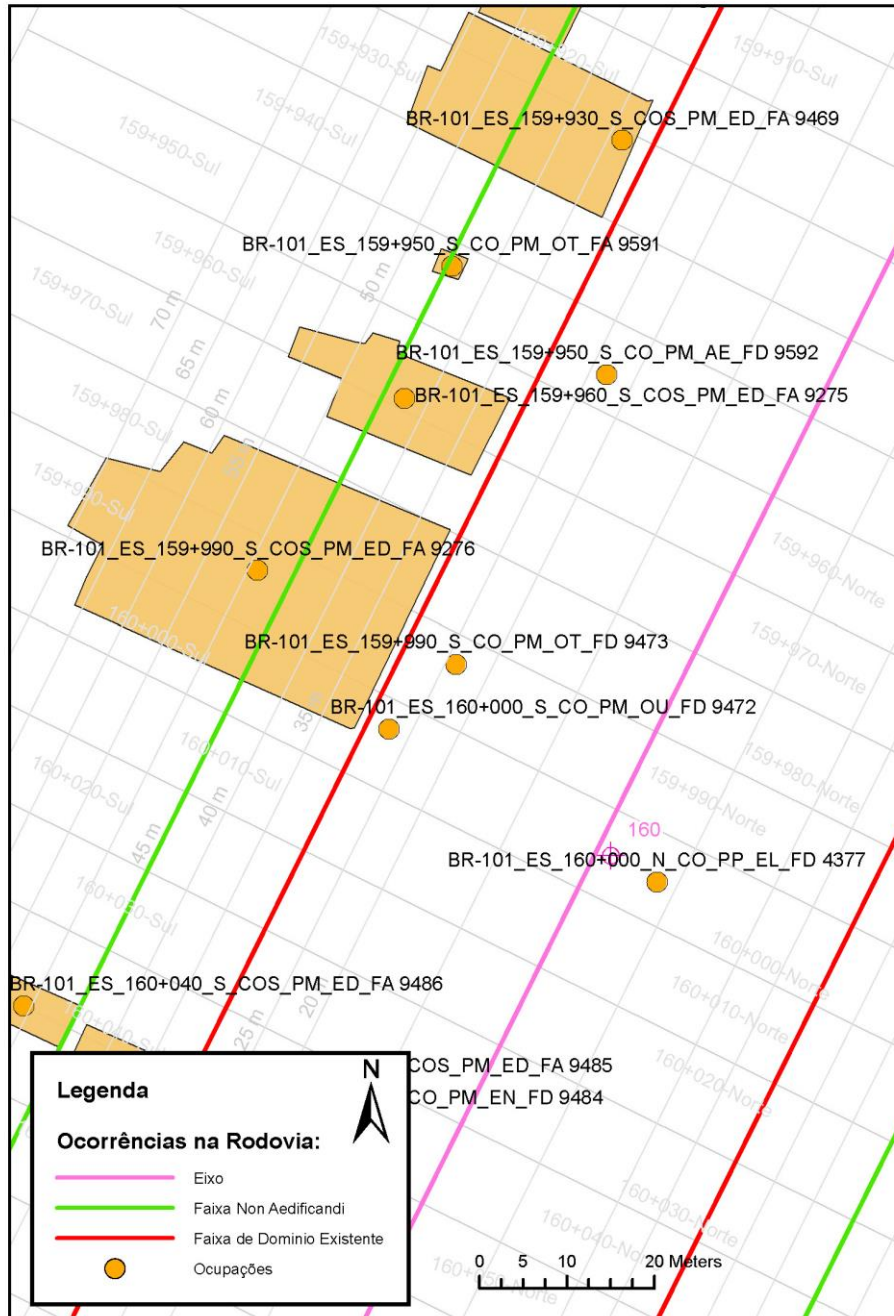 159+930-Sul
159+920-Sul
159+910-Sul
159+940-Sul
BR-101_ES_159+930_S_COS_PM_ED_FA 9469
159+950-Sul
BR-101_ES_159+950_S_CO_PM_OT_FA 9591
159+960-Sul
50 m
159+970-Sul
70 m
65 m
BR-101_ES_159+950_S_CO_PM_AE_FD 9592
BR-101_ES_159+960_S_COS_PM_ED_FA 9275
159+980-Sul
60 m
159+990-Sul
BR-101_ES_159+990_S_COS_PM_ED_FA 9276
159+960-Norte
160+000-Sul
BR-101_ES_159+990_S_CO_PM_OT_FD 9473
159+970-Norte
35 m
BR-101_ES_160+000_S_CO_PM_OU_FD 9472
160+010-Sul
159+980-Norte
160+020-Sul
40 m
159+990-Norte
45 m
160
BR-101_ES_160+000_N_CO_PP_EL_FD 4377
160+000-Norte
BR-101_ES_160+040_S_COS_PM_ED_FA 9486
160+010-Norte
160+040-Sul
25 m
20 m
160+020-Norte
COS_PM_ED_FA 9485
CO_PM_EN_FD 9484
N
Legenda
Ocorrências na Rodovia:
Eixo
Faixa Non Aedificandi
Faixa de Dominio Existente
Ocupações
160+030-Norte
160+040-Norte
0 5 10 20 Meters